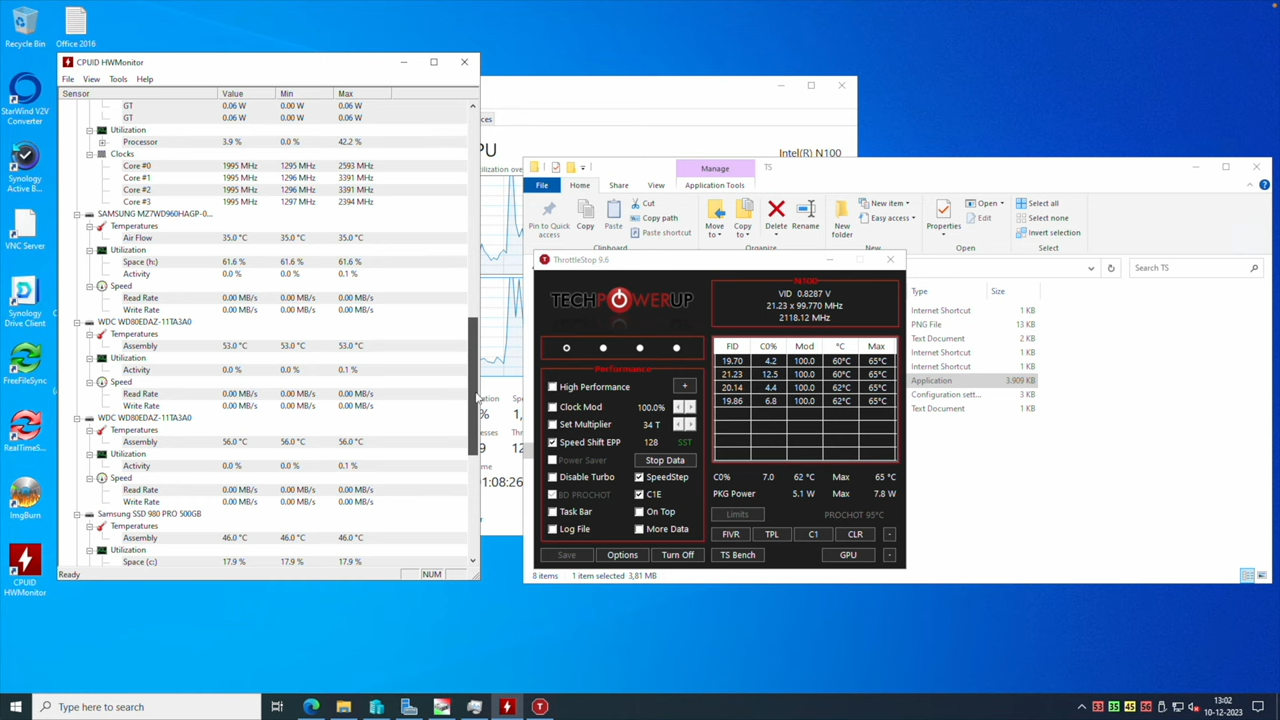 Recycle Bin
Office 2016
StarWind V2V
Converter
Synology
Active B...
VNC Server
Synology
Drive Client
FreeFileSync
RealTimeS...
ImgBurn
CPUID
HWMonitor
CPUID HWMonitor
File View Tools Help
Sensor Value Min Max
GT 0.06 W 0.00 W 0.06 W
GT 0.06 W 0.00 W 0.06 W
Utilization
Processor 3.9 % 0.0 % 42.2 %
Clocks
Core #0 1995 MHz 1295 MHz 2593 MHz
Core #1 1995 MHz 1296 MHz 3391 MHz
Core #2 1995 MHz 1296 MHz 3391 MHz
Core #3 1995 MHz 1297 MHz 2394 MHz
SAMSUNG MZ7WD960HAGP-0...
Temperatures
Air Flow 35.0 °C 35.0 °C 35.0 °C
Utilization
Space (h:) 61.6 % 61.6 % 61.6 %
Activity 0.0 % 0.0 % 0.1 %
Speed
Read Rate 0.00 MB/s 0.00 MB/s 0.00 MB/s
Write Rate 0.00 MB/s 0.00 MB/s 0.00 MB/s
WDC WD80EDAZ-11TA3A0
Temperatures
Assembly 53.0 °C 53.0 °C 53.0 °C
Utilization
Activity 0.0 % 0.0 % 0.1 %
Speed
Read Rate 0.00 MB/s 0.00 MB/s 0.00 MB/s
Write Rate 0.00 MB/s 0.00 MB/s 0.00 MB/s
WDC WD80EDAZ-11TA3A0
Temperatures
Assembly 56.0 °C 56.0 °C 56.0 °C
Utilization
Activity 0.0 % 0.0 % 0.1 %
Speed
Read Rate 0.00 MB/s 0.00 MB/s 0.00 MB/s
Write Rate 0.00 MB/s 0.00 MB/s 0.00 MB/s
Samsung SSD 980 PRO 500GB
Temperatures
Assembly 46.0 °C 46.0 °C 46.0 °C
Utilization
Space (c:) 17.9 % 17.9 % 17.9 %
Ready NUM
ces
PU Intel(R) N100
01:08:26
Manage TS
File Home Share View Application Tools
Pin to Quick
access
Copy
Paste
Cut
Copy path
Paste shortcut
Clipboard
Move
to
Copy
to
Delete
Rename
Organize
New
folder
New item
Easy access
New
Properties
Open
Edit
Open
Select all
Select none
Invert selection
Select
Search TS
Type Size
Internet Shortcut 1 KB
PNG File 13 KB
Text Document 2 KB
Internet Shortcut 1 KB
Internet Shortcut 1 KB
Application 3.909 KB
Configuration sett... 4 KB
Text Document 2 KB
8 items 1 item selected 3,81 MB
ThrottleStop 9.6
TECHPOWERUP
N100
VID 0.8287 V
21.23 x 99.770 MHz
2118.12 MHz
FID C0% Mod °C Max
19.70 4.2 100.0 60°C 65°C
21.23 12.5 100.0 60°C 65°C
20.14 4.4 100.0 62°C 65°C
19.86 6.8 100.0 62°C 65°C
Performance
High Performance +
Clock Mod 100.0%
Set Multiplier 34 T
Speed Shift EPP 128 SST
Power Saver Stop Data
Disable Turbo SpeedStep
BD PROCHOT C1E
Task Bar On Top
Log File More Data
C0% 7.0 62 °C Max 65 °C
PKG Power 5.1 W Max 7.8 W
Limits PROCHOT 95°C
FIVR TPL C1 CLR -
Save Options Turn Off TS Bench GPU -
Type here to search
53 35 45 56
13:02
10-12-2023